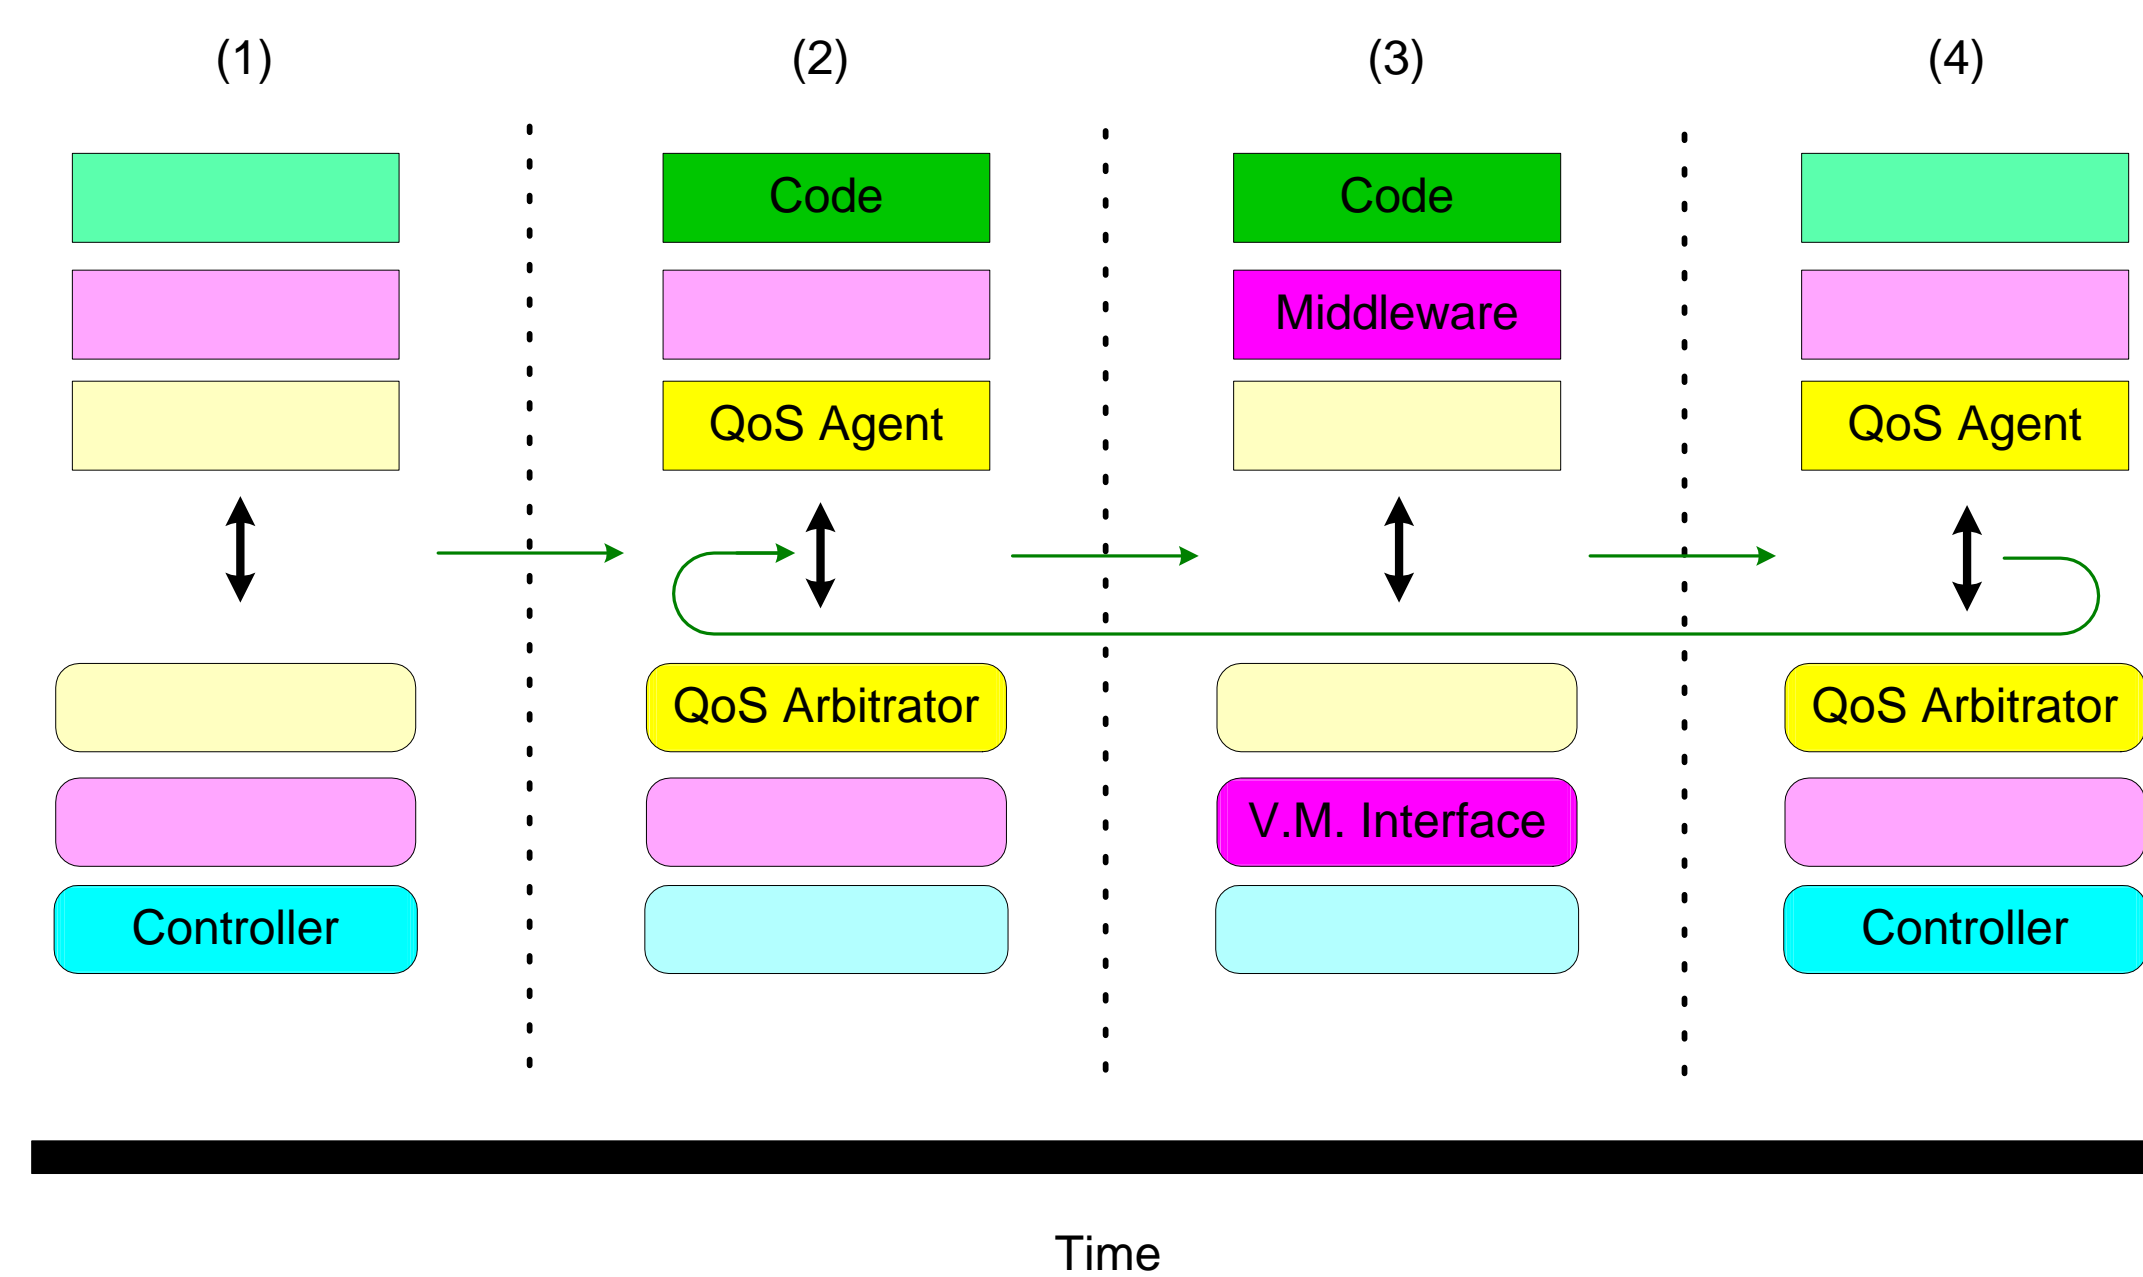 (1)
(2)
(3)
(4)
Code
Code
Middleware
QoS Agent
QoS Agent
QoS Arbitrator
QoS Arbitrator
V.M. Interface
Controller
Controller
Time